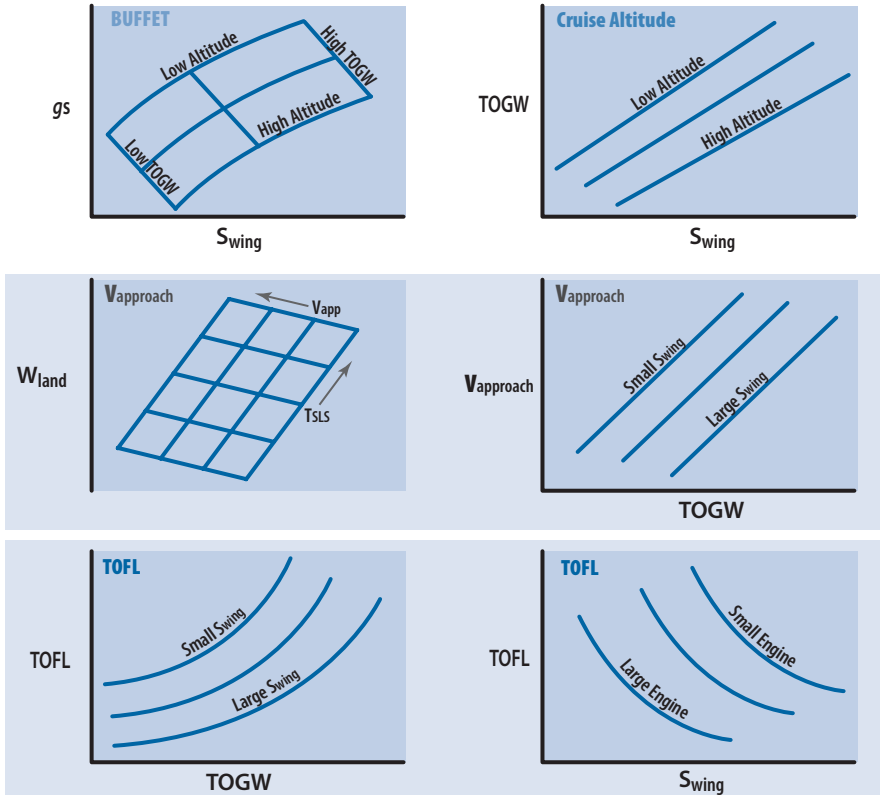 BUFFET
gs
Low Altitude
High TOGW
High Altitude
Low TOGW
Swing
Cruise Altitude
TOGW
Low Altitude
High Altitude
Swing
Vapproach
Wland
Vapp
TSLS
Vapproach
Vapproach
Small Swing
Large Swing
TOGW
TOFL
TOFL
Small Swing
Large Swing
TOGW
TOFL
TOFL
Small Engine
Large Engine
Swing